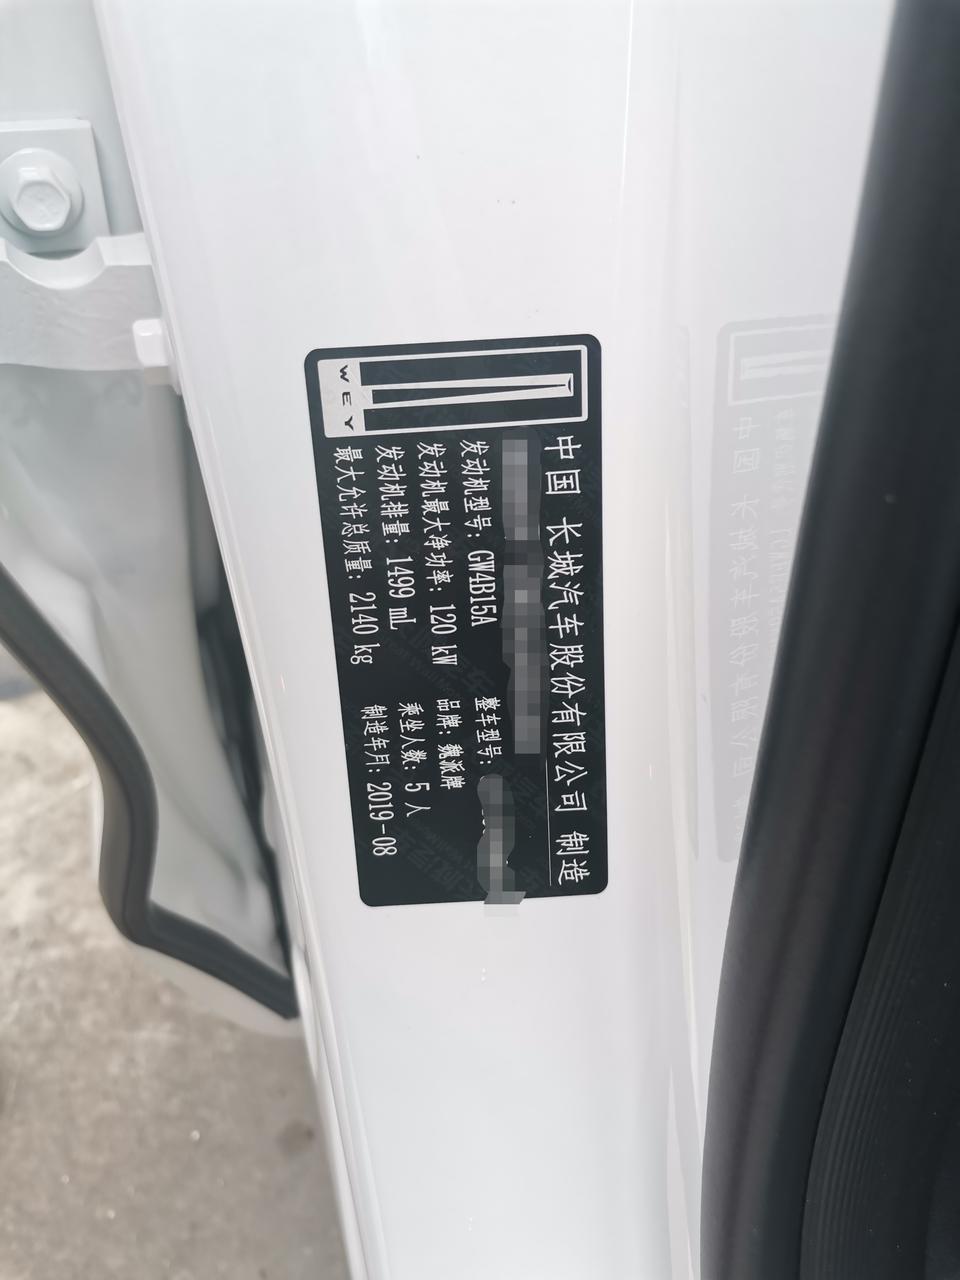 WEY
中国 长城汽车股份有限公司 制造
发动机型号: GW4B15A 整车型号:
发动机最大净功率: 120 kW 品牌: 魏派牌
发动机排量: 1499 mL 乘坐人数: 5 人
最大允许总质量: 2140 kg 制造年月: 2019-08